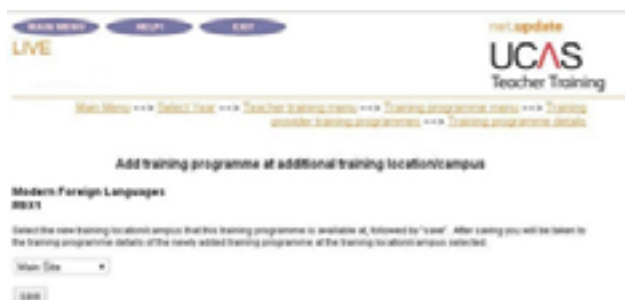 MAIN MENU HELP! EXIT
net.update
LIVE
UCAS
Teacher Training
Main Menu ==> Select Year ==> Teacher training menu ==> Training programme menu ==> Training
provider training programmes ==> Training programme details
Add training programme at additional training location/campus
Modern Foreign Languages
Select the new training location/campus that this training programme is available at, followed by "save". After saving you will be taken to
the training programme details of the newly added training programme at the training location/campus selected.
Main Site
save